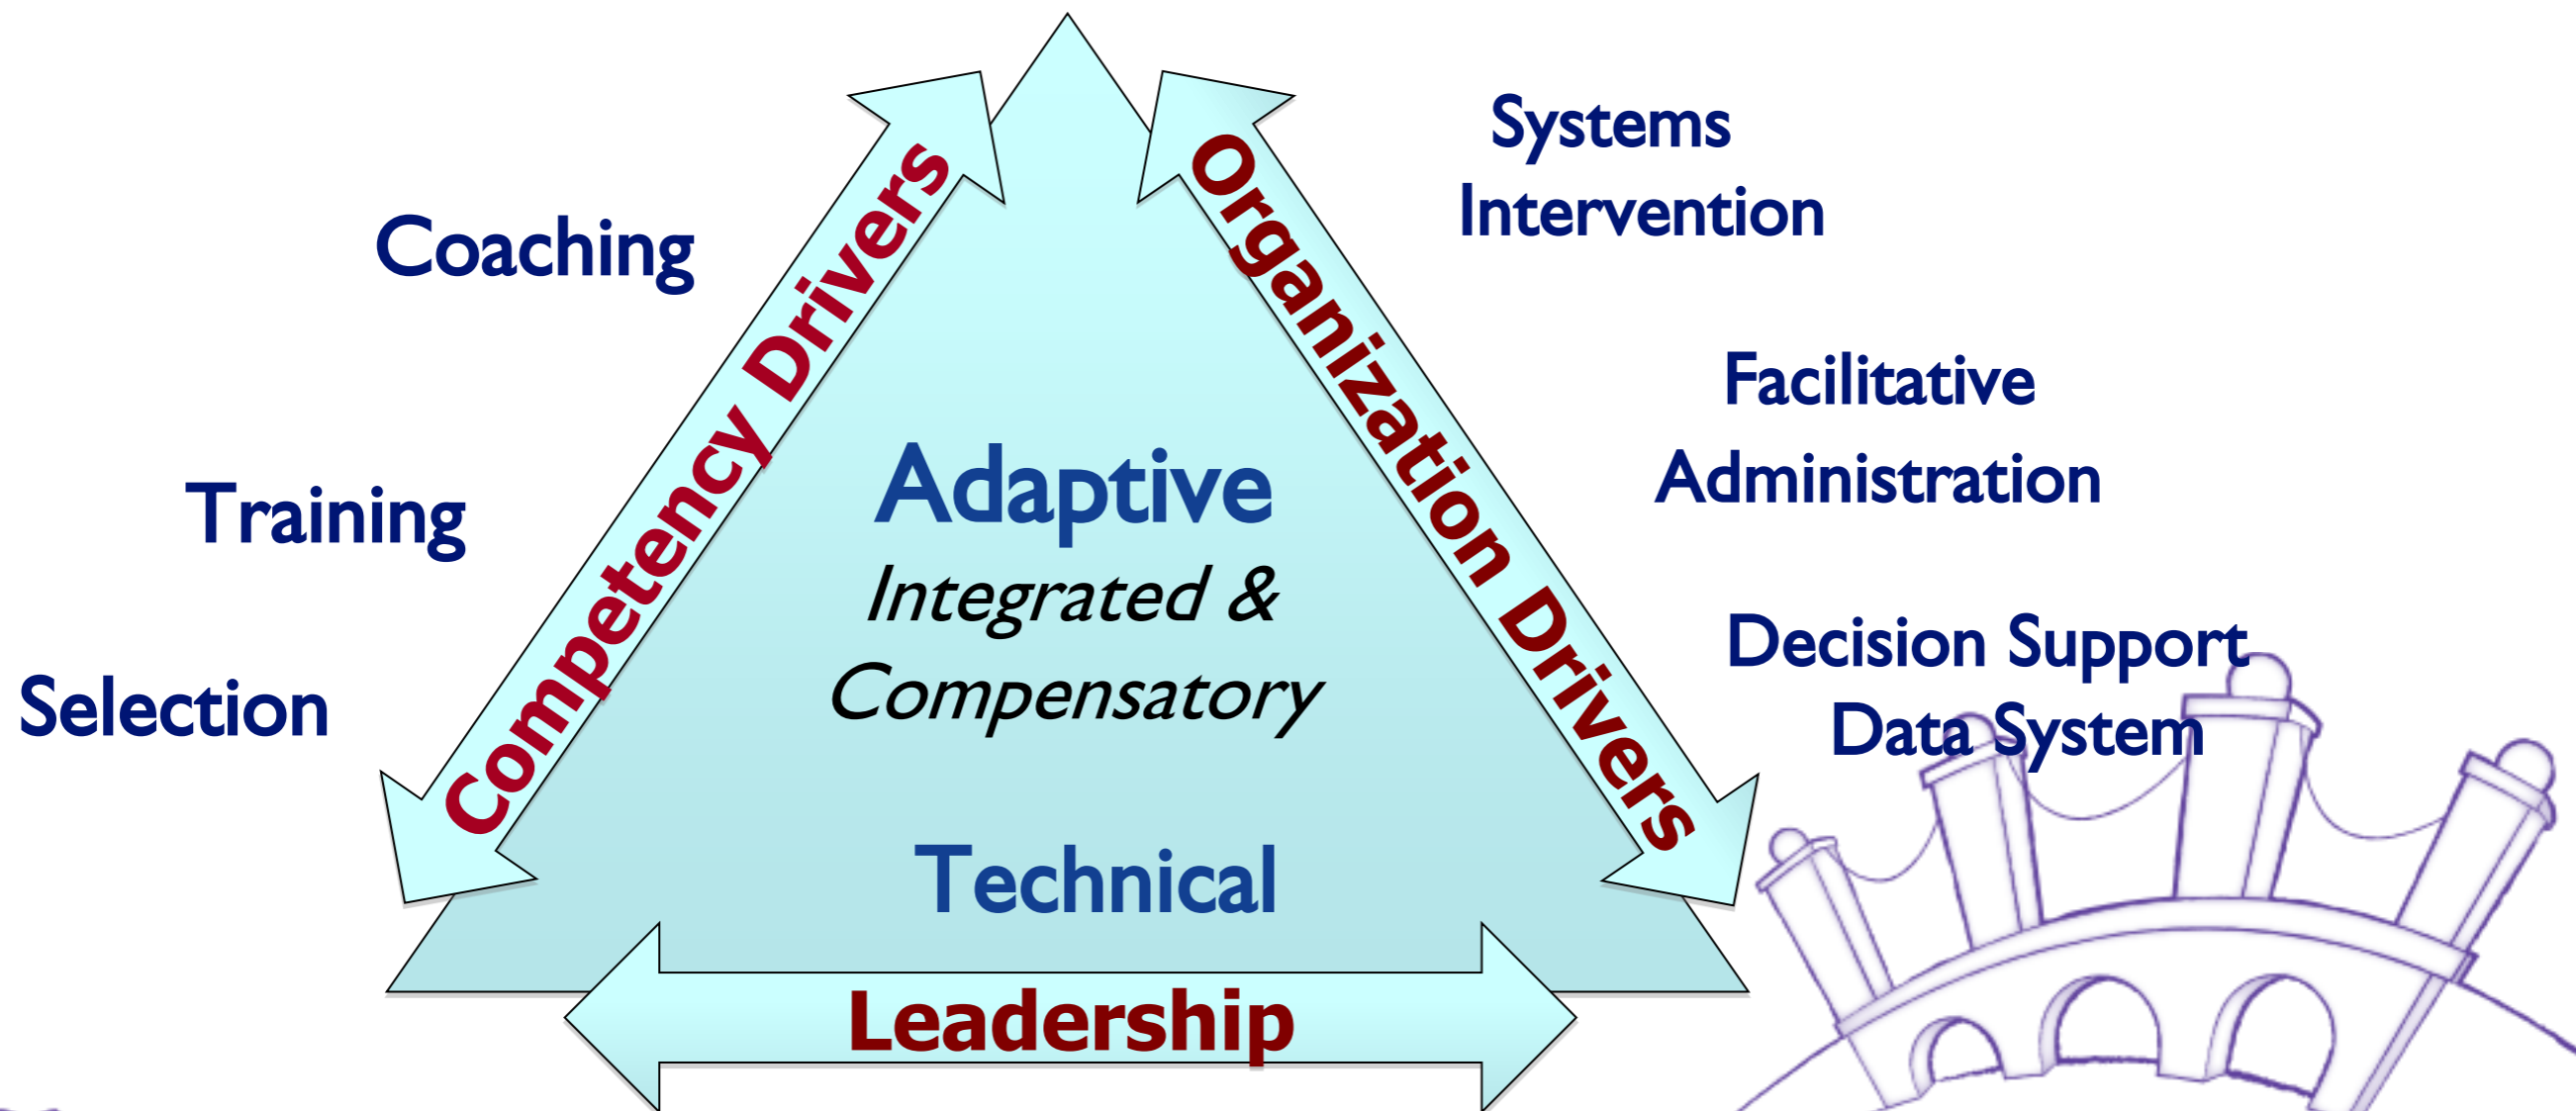 Systems
Intervention
Coaching
Competency Drivers
Organization Drivers
Facilitative
Administration
Training
Adaptive
Integrated &
Compensatory
Selection
Decision Support
Data System
Technical
Leadership